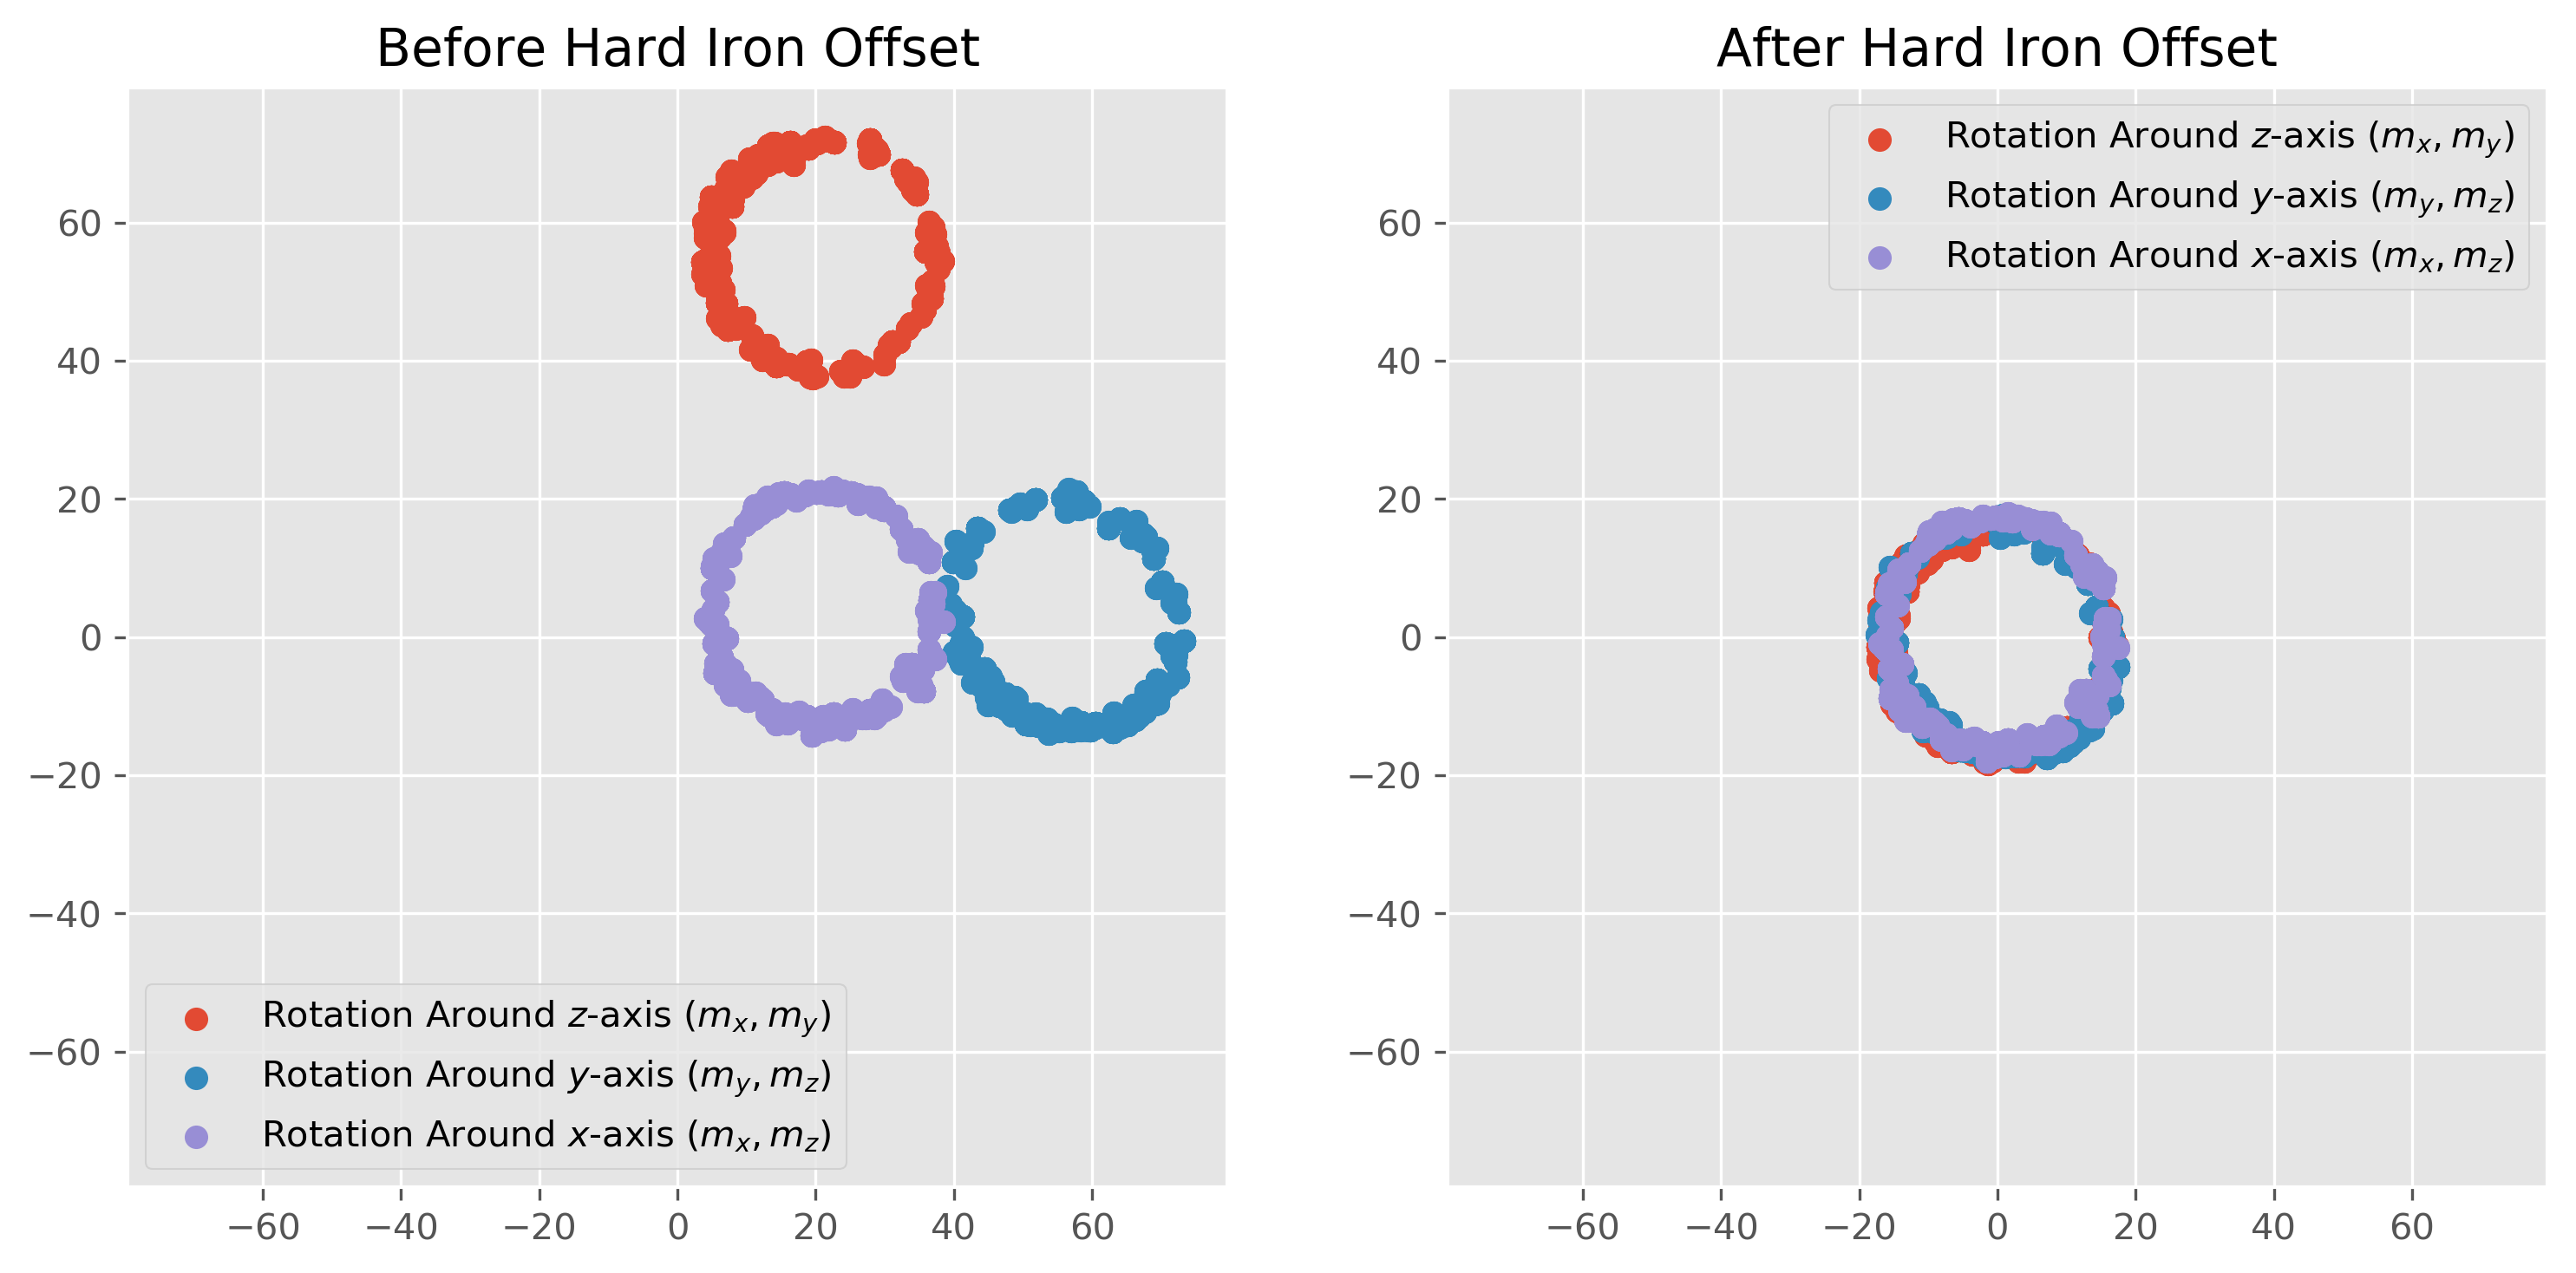 Before Hard Iron Offset
60
40
20
0
−20
−40
−60
Rotation Around z-axis (mx, my)
Rotation Around y-axis (my, mz)
Rotation Around x-axis (mx, mz)
−60 −40 −20 0 20 40 60
After Hard Iron Offset
Rotation Around z-axis (mx, my)
Rotation Around y-axis (my, mz)
Rotation Around x-axis (mx, mz)
60
40
20
0
−20
−40
−60
−60 −40 −20 0 20 40 60